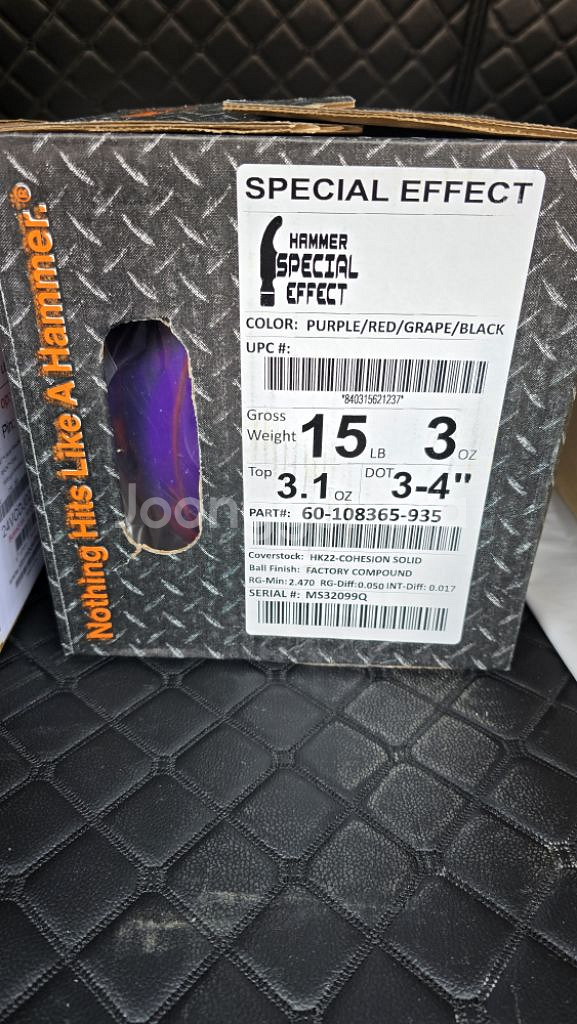 Nothing Hits Like A Hammer.®
SPECIAL EFFECT
HAMMER
SPECIAL
EFFECT
COLOR: PURPLE/RED/GRAPE/BLACK
UPC #:
*840315621237*
Gross
Weight 15 LB 3 OZ
Top 3.1 OZ DOT 3-4"
PART#: 60-108365-935
Coverstock: HK22-COHESION SOLID
Ball Finish: FACTORY COMPOUND
RG-Min:2.470 RG-Diff:0.050 INT-Diff: 0.017
SERIAL #: MS32099Q